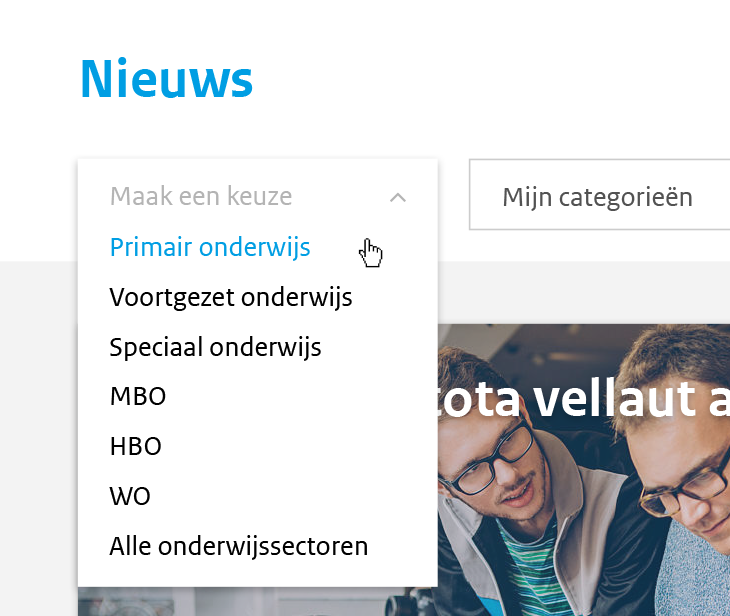 Nieuws
Maak een keuze
Mijn categorieën
Primair onderwijs
Voortgezet onderwijs
Speciaal onderwijs
MBO
tota vellaut
HBO
WO
Alle onderwijssectoren